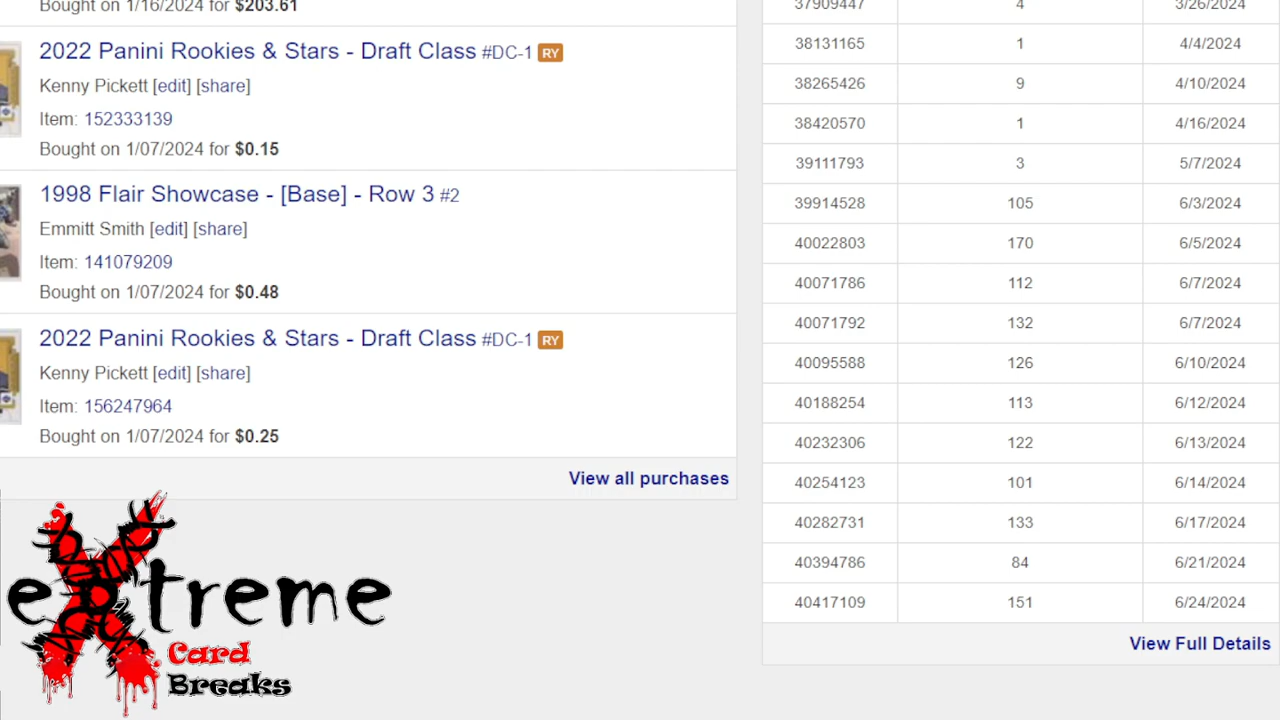 Bought on 1/16/2024 for $203.61
2022 Panini Rookies & Stars - Draft Class #DC-1 RY
Kenny Pickett [edit] [share]
Item: 152333139
Bought on 1/07/2024 for $0.15
1998 Flair Showcase - [Base] - Row 3 #2
Emmitt Smith [edit] [share]
Item: 141079209
Bought on 1/07/2024 for $0.48
2022 Panini Rookies & Stars - Draft Class #DC-1 RY
Kenny Pickett [edit] [share]
Item: 156247964
Bought on 1/07/2024 for $0.25
View all purchases
37909447 4 3/26/2024
38131165 1 4/4/2024
38265426 9 4/10/2024
38420570 1 4/16/2024
39111793 3 5/7/2024
39914528 105 6/3/2024
40022803 170 6/5/2024
40071786 112 6/7/2024
40071792 132 6/7/2024
40095588 126 6/10/2024
40188254 113 6/12/2024
40232306 122 6/13/2024
40254123 101 6/14/2024
40282731 133 6/17/2024
40394786 84 6/21/2024
40417109 151 6/24/2024
View Full Details
eXtreme
Card
Breaks